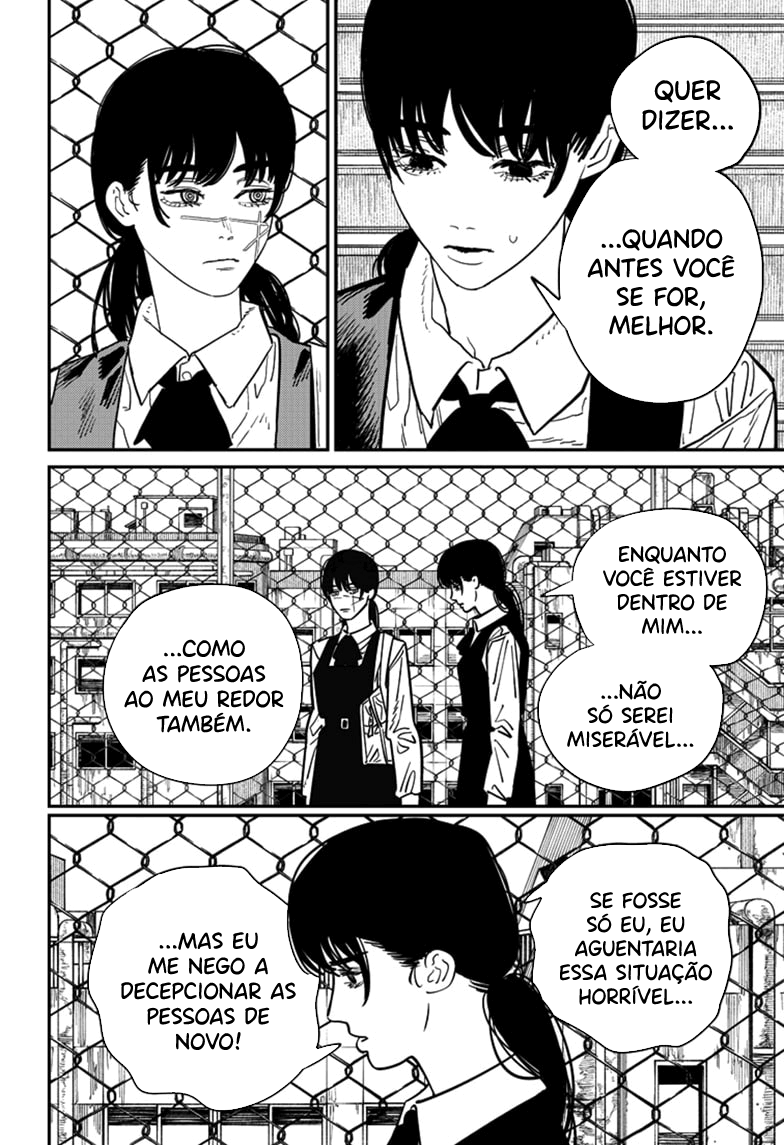 QUER
DIZER...
...QUANDO
ANTES VOCÊ
SE FOR,
MELHOR.
ENQUANTO
VOCÊ ESTIVER
DENTRO DE
MIM...
...NÃO
SÓ SEREI
MISERÁVEL...
...COMO
AS PESSOAS
AO MEU REDOR
TAMBÉM.
SE FOSSE
SÓ EU, EU
AGUENTARIA
ESSA SITUAÇÃO
HORRÍVEL...
...MAS EU
ME NEGO A
DECEPCIONAR AS
PESSOAS DE
NOVO!